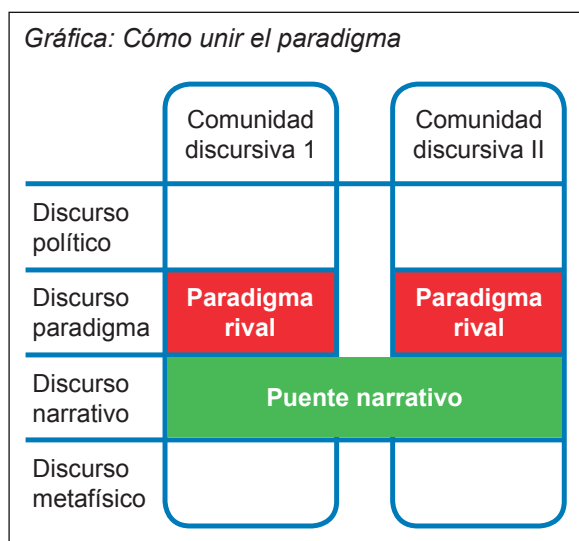 Gráfica: Cómo unir el paradigma
Comunidad
discursiva 1
Comunidad
discursiva II
Discurso
político
Discurso
paradigma
Paradigma
rival
Paradigma
rival
Discurso
narrativo
Puente narrativo
Discurso
metafísico